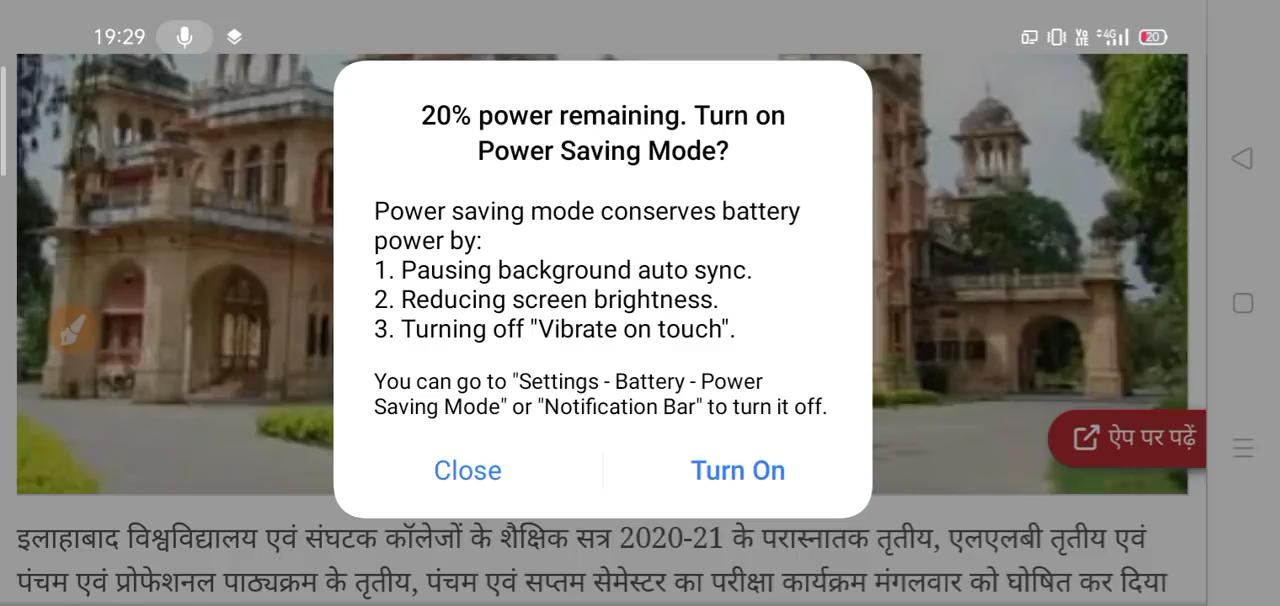 19:29
Vo LTE 4G 20
20% power remaining. Turn on
Power Saving Mode?
Power saving mode conserves battery
power by:
1. Pausing background auto sync.
2. Reducing screen brightness.
3. Turning off "Vibrate on touch".
You can go to "Settings - Battery - Power
Saving Mode" or "Notification Bar" to turn it off.
Close Turn On
ऐप पर पढ़ें
इलाहाबाद विश्वविद्यालय एवं संघटक कॉलेजों के शैक्षिक सत्र 2020-21 के परास्नातक तृतीय, एलएलबी तृतीय एवं
पंचम एवं प्रोफेशनल पाठ्यक्रम के तृतीय, पंचम एवं सप्तम सेमेस्टर का परीक्षा कार्यक्रम मंगलवार को घोषित कर दिया